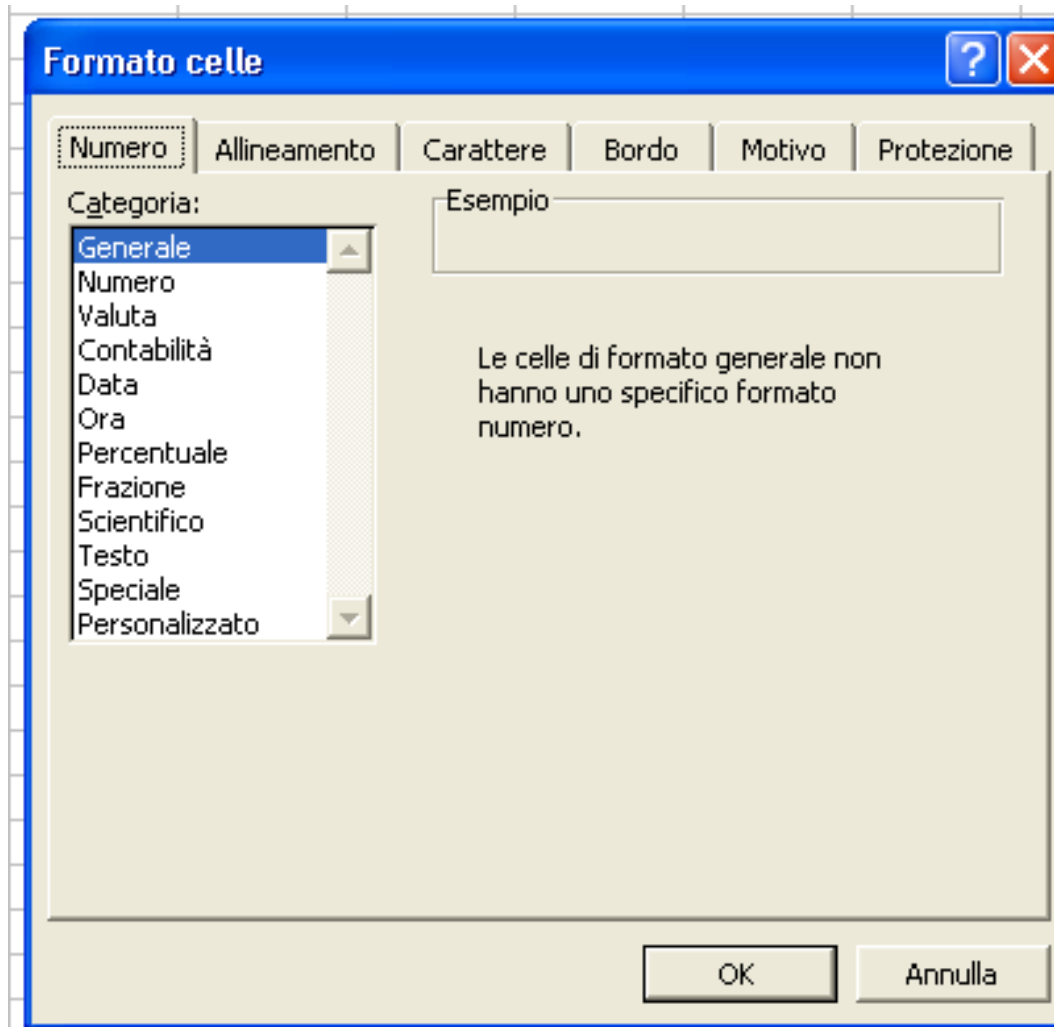 Formato celle
Numero Allineamento Carattere Bordo Motivo Protezione
Categoria:
Generale
Numero
Valuta
Contabilità
Data
Ora
Percentuale
Frazione
Scientifico
Testo
Speciale
Personalizzato
Esempio
Le celle di formato generale non
hanno uno specifico formato
numero.
OK Annulla